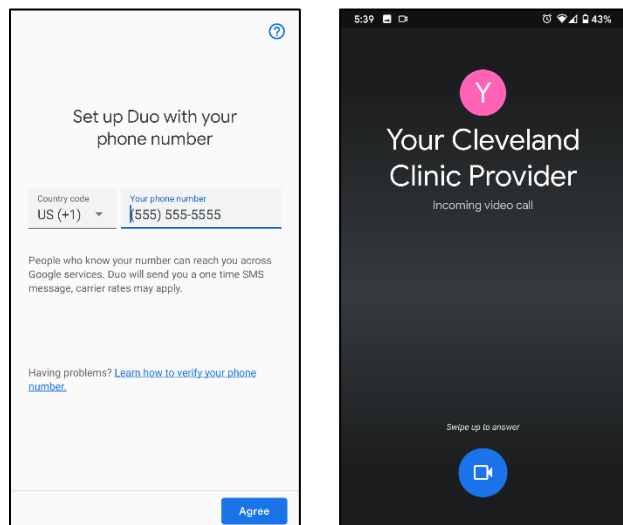 Set up Duo with your
phone number
Country code
US (+1)
Your phone number
(555) 555-5555
People who know your number can reach you across
Google services. Duo will send you a one time SMS
message, carrier rates may apply.
Having problems? Learn how to verify your phone
number.
Agree
5:39
43%
Y
Your Cleveland
Clinic Provider
Incoming video call
Swipe up to answer